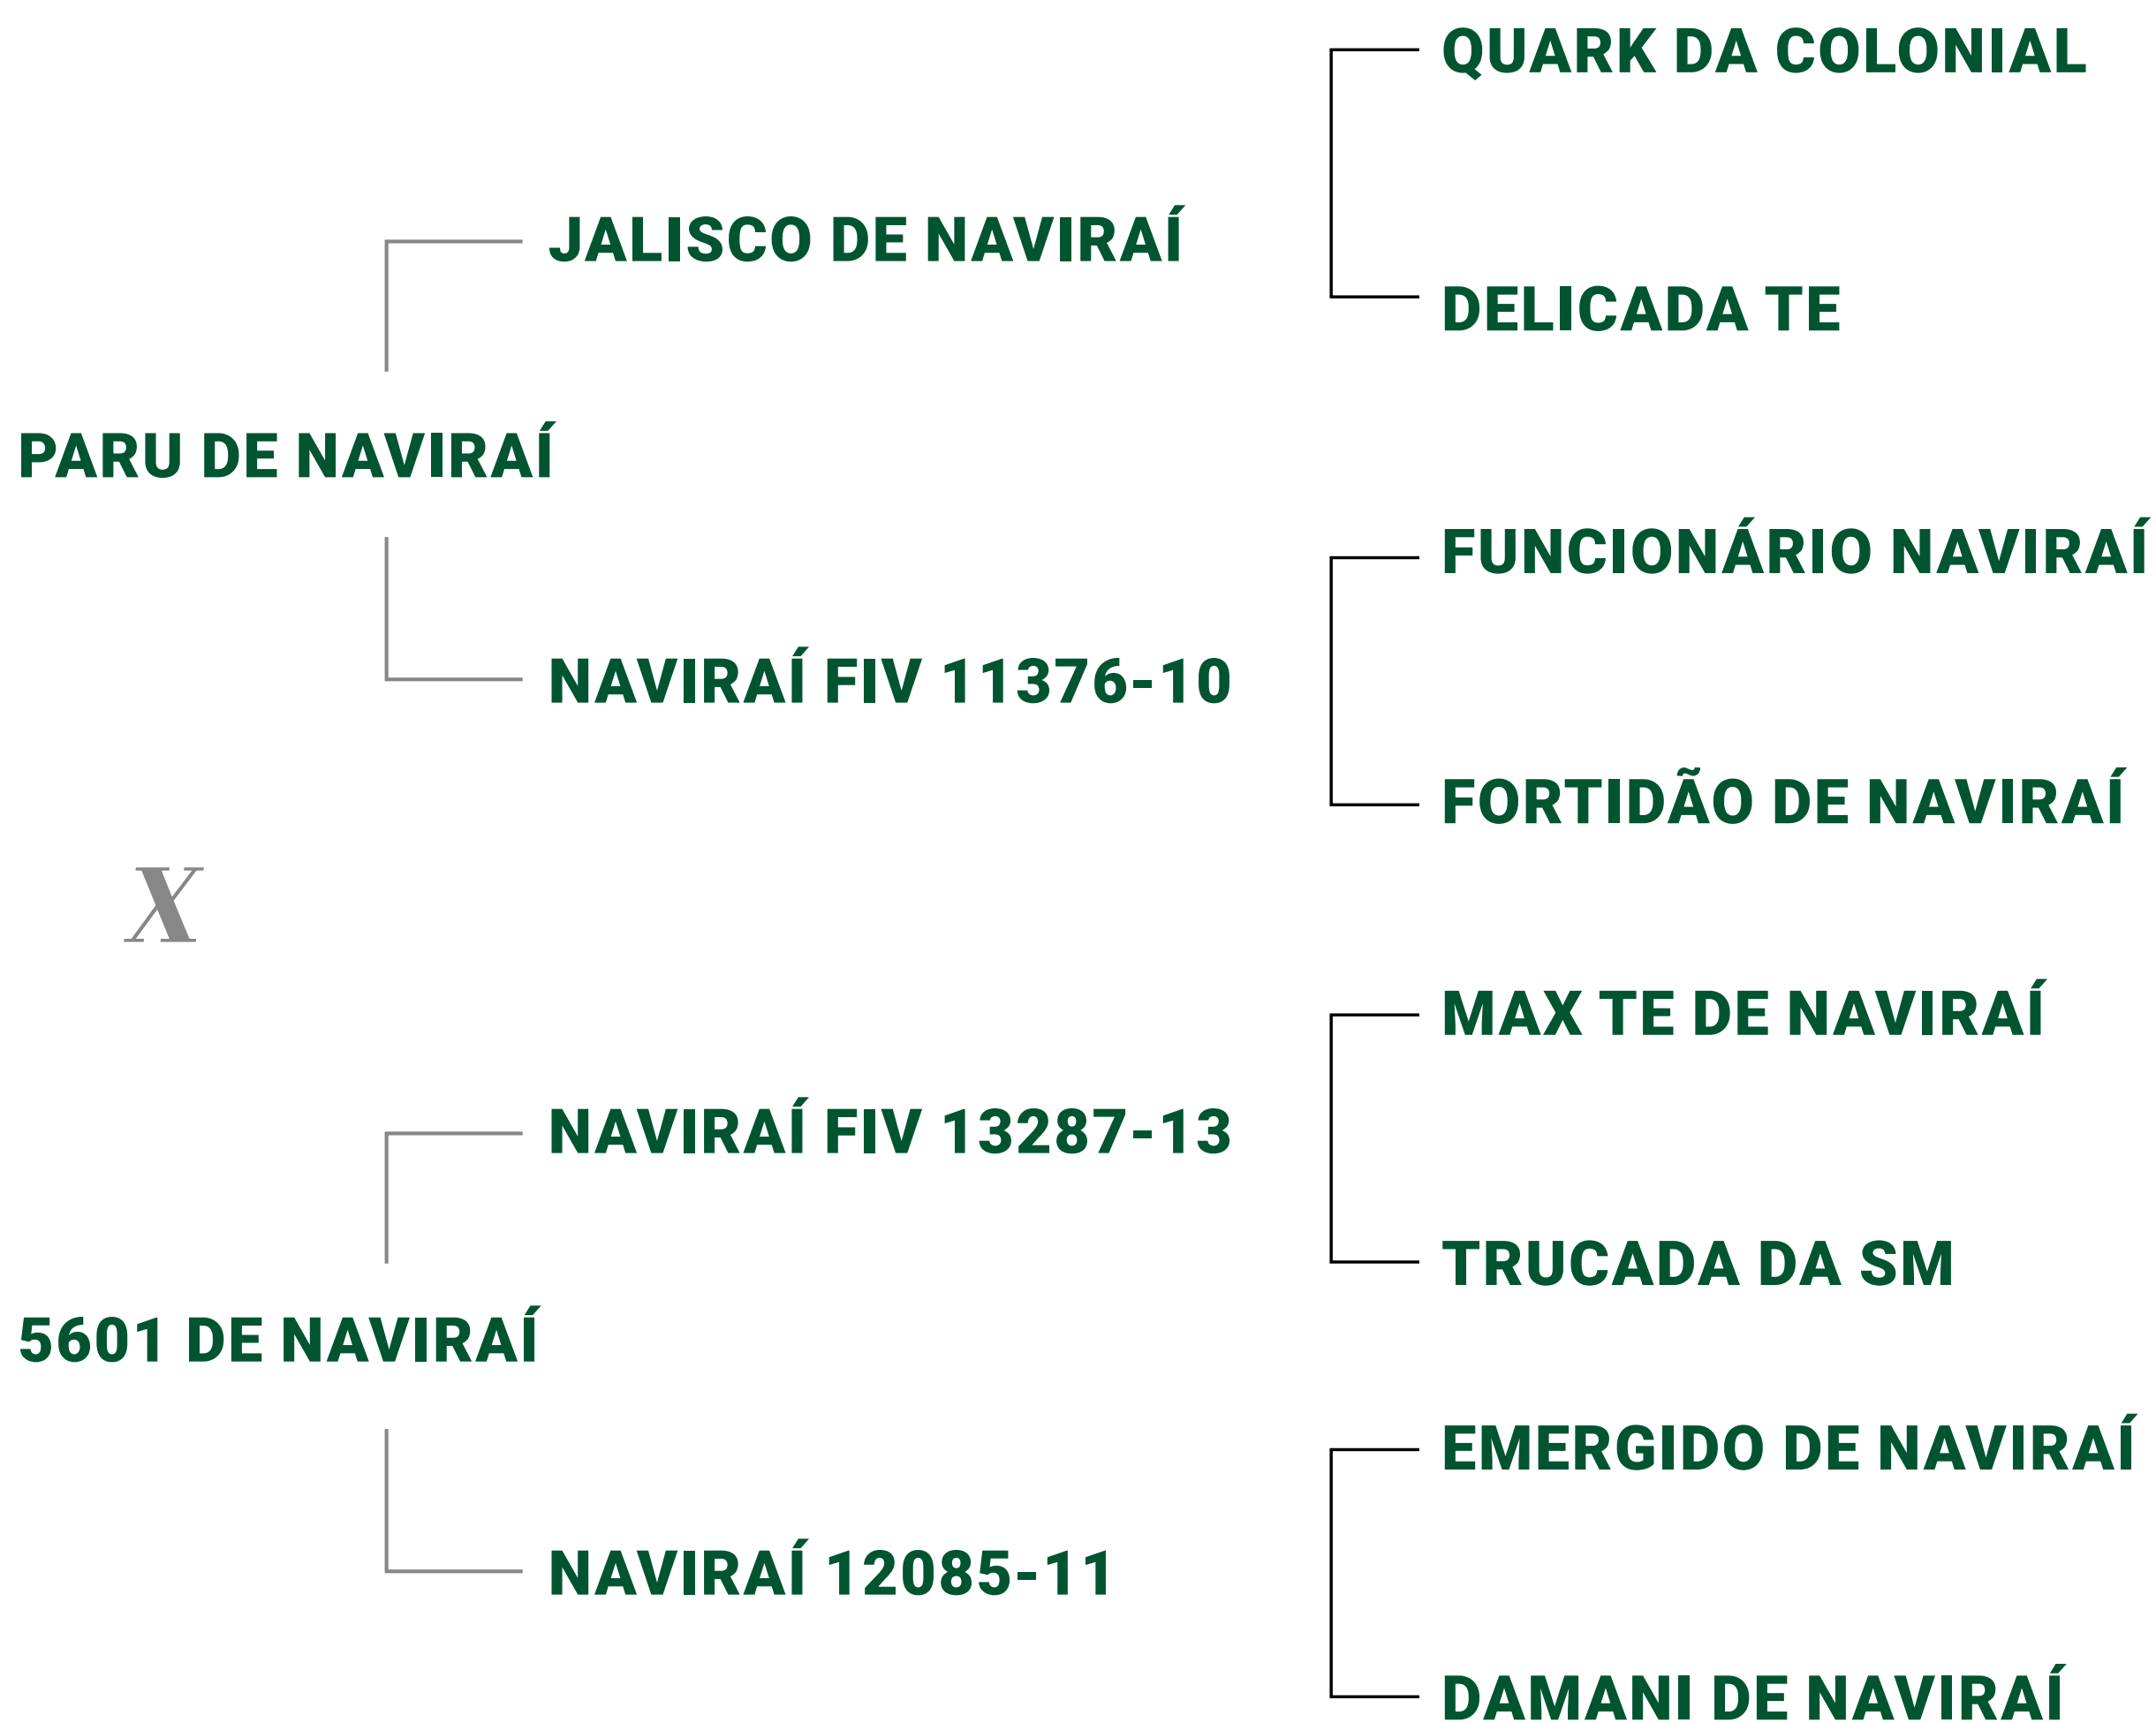 QUARK DA COLONIAL
JALISCO DE NAVIRAÍ
DELICADA TE
PARU DE NAVIRAÍ
FUNCIONÁRIO NAVIRAÍ
NAVIRAÍ FIV 11376-10
FORTIDÃO DE NAVIRAÍ
X
MAX TE DE NAVIRAÍ
NAVIRAÍ FIV 13287-13
TRUCADA DA SM
5601 DE NAVIRAÍ
EMERGIDO DE NAVIRAÍ
NAVIRAÍ 12085-11
DAMANI DE NAVIRAÍ